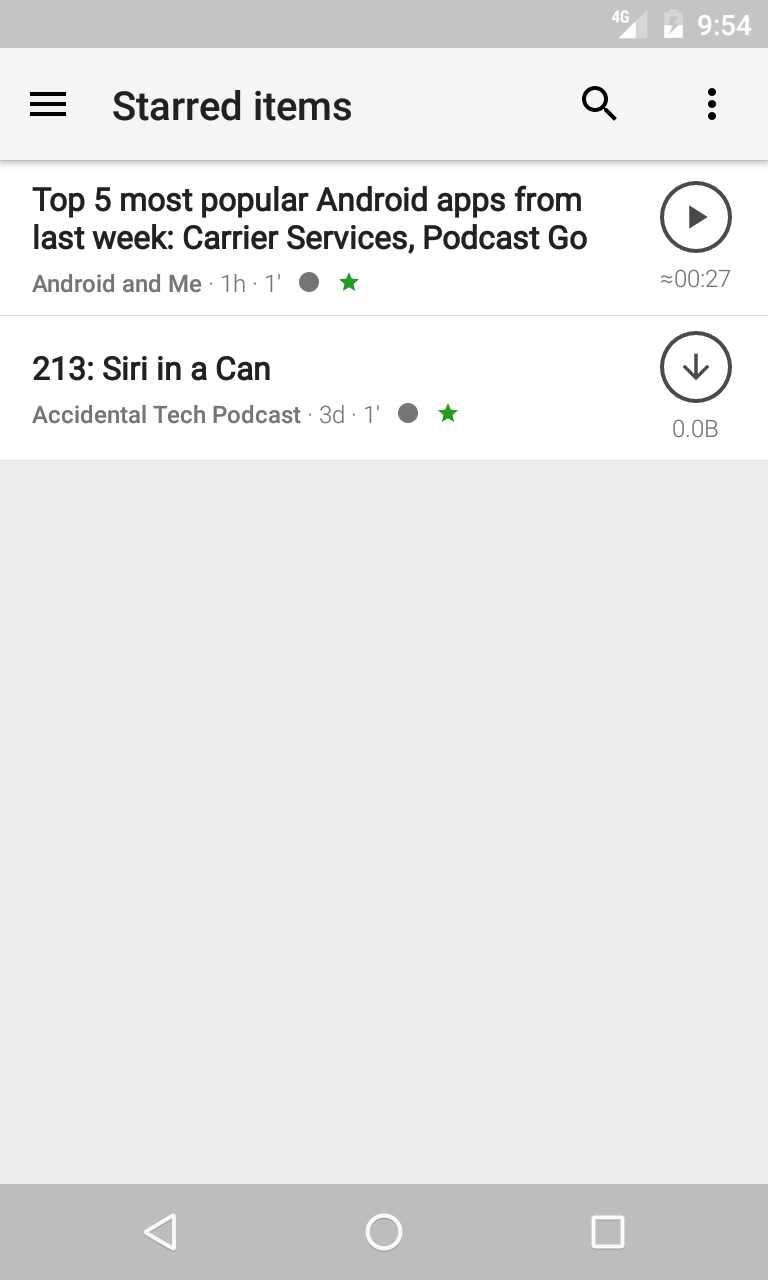 4G 9:54
Starred items
Top 5 most popular Android apps from
last week: Carrier Services, Podcast Go
Android and Me · 1h · 1'
≈00:27
213: Siri in a Can
Accidental Tech Podcast · 3d · 1'
0.0B